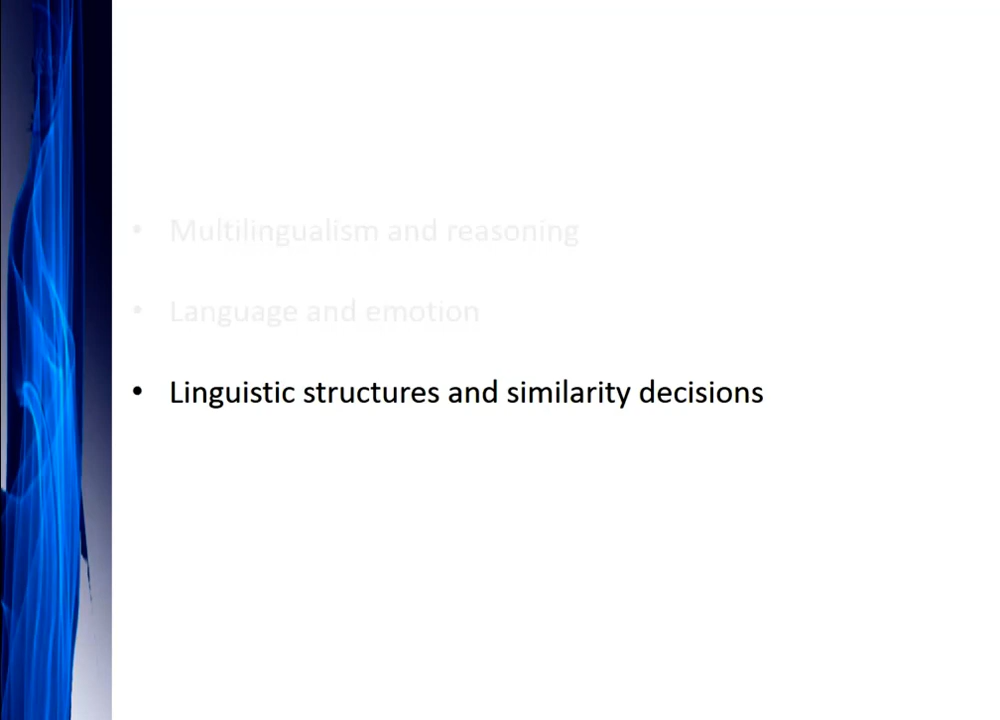 • Multilingualism and reasoning
• Language and emotion
• Linguistic structures and similarity decisions